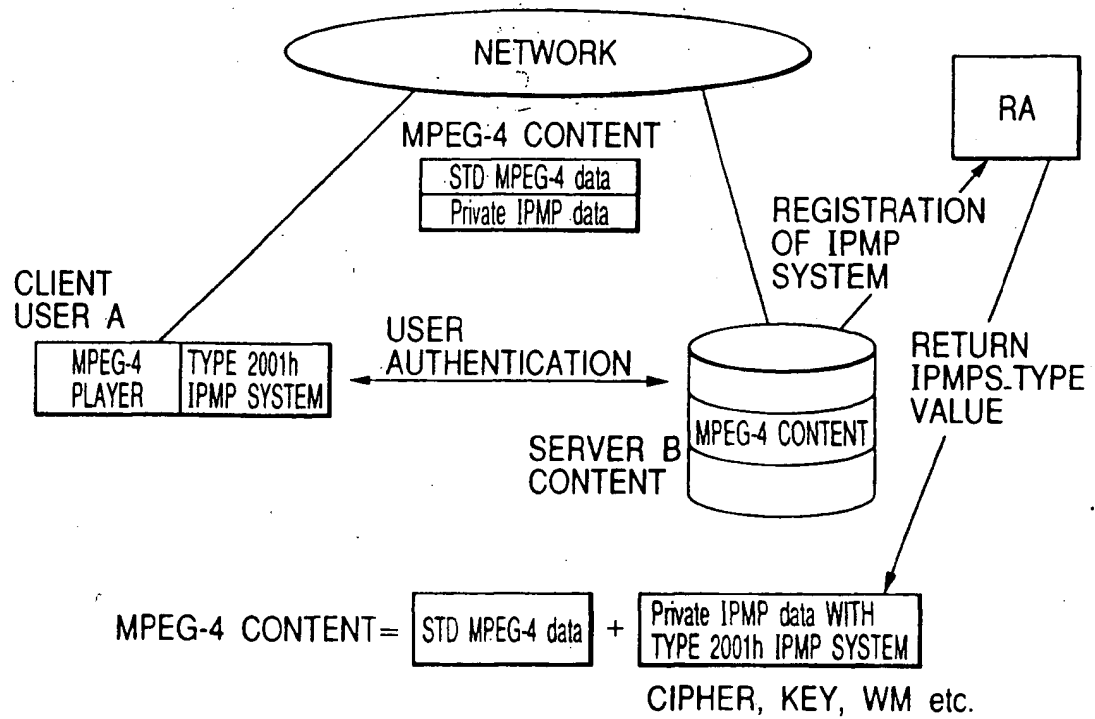 NETWORK
RA
MPEG-4 CONTENT
STD MPEG-4 data
Private IPMP data
REGISTRATION
OF IPMP
SYSTEM
CLIENT
USER A
MPEG-4
PLAYER
TYPE 2001h
IPMP SYSTEM
USER
AUTHENTICATION
RETURN
IPMPS_TYPE
VALUE
MPEG-4 CONTENT
SERVER B
CONTENT
MPEG-4 CONTENT= STD MPEG-4 data + Private IPMP data WITH
TYPE 2001h IPMP SYSTEM
CIPHER, KEY, WM etc.